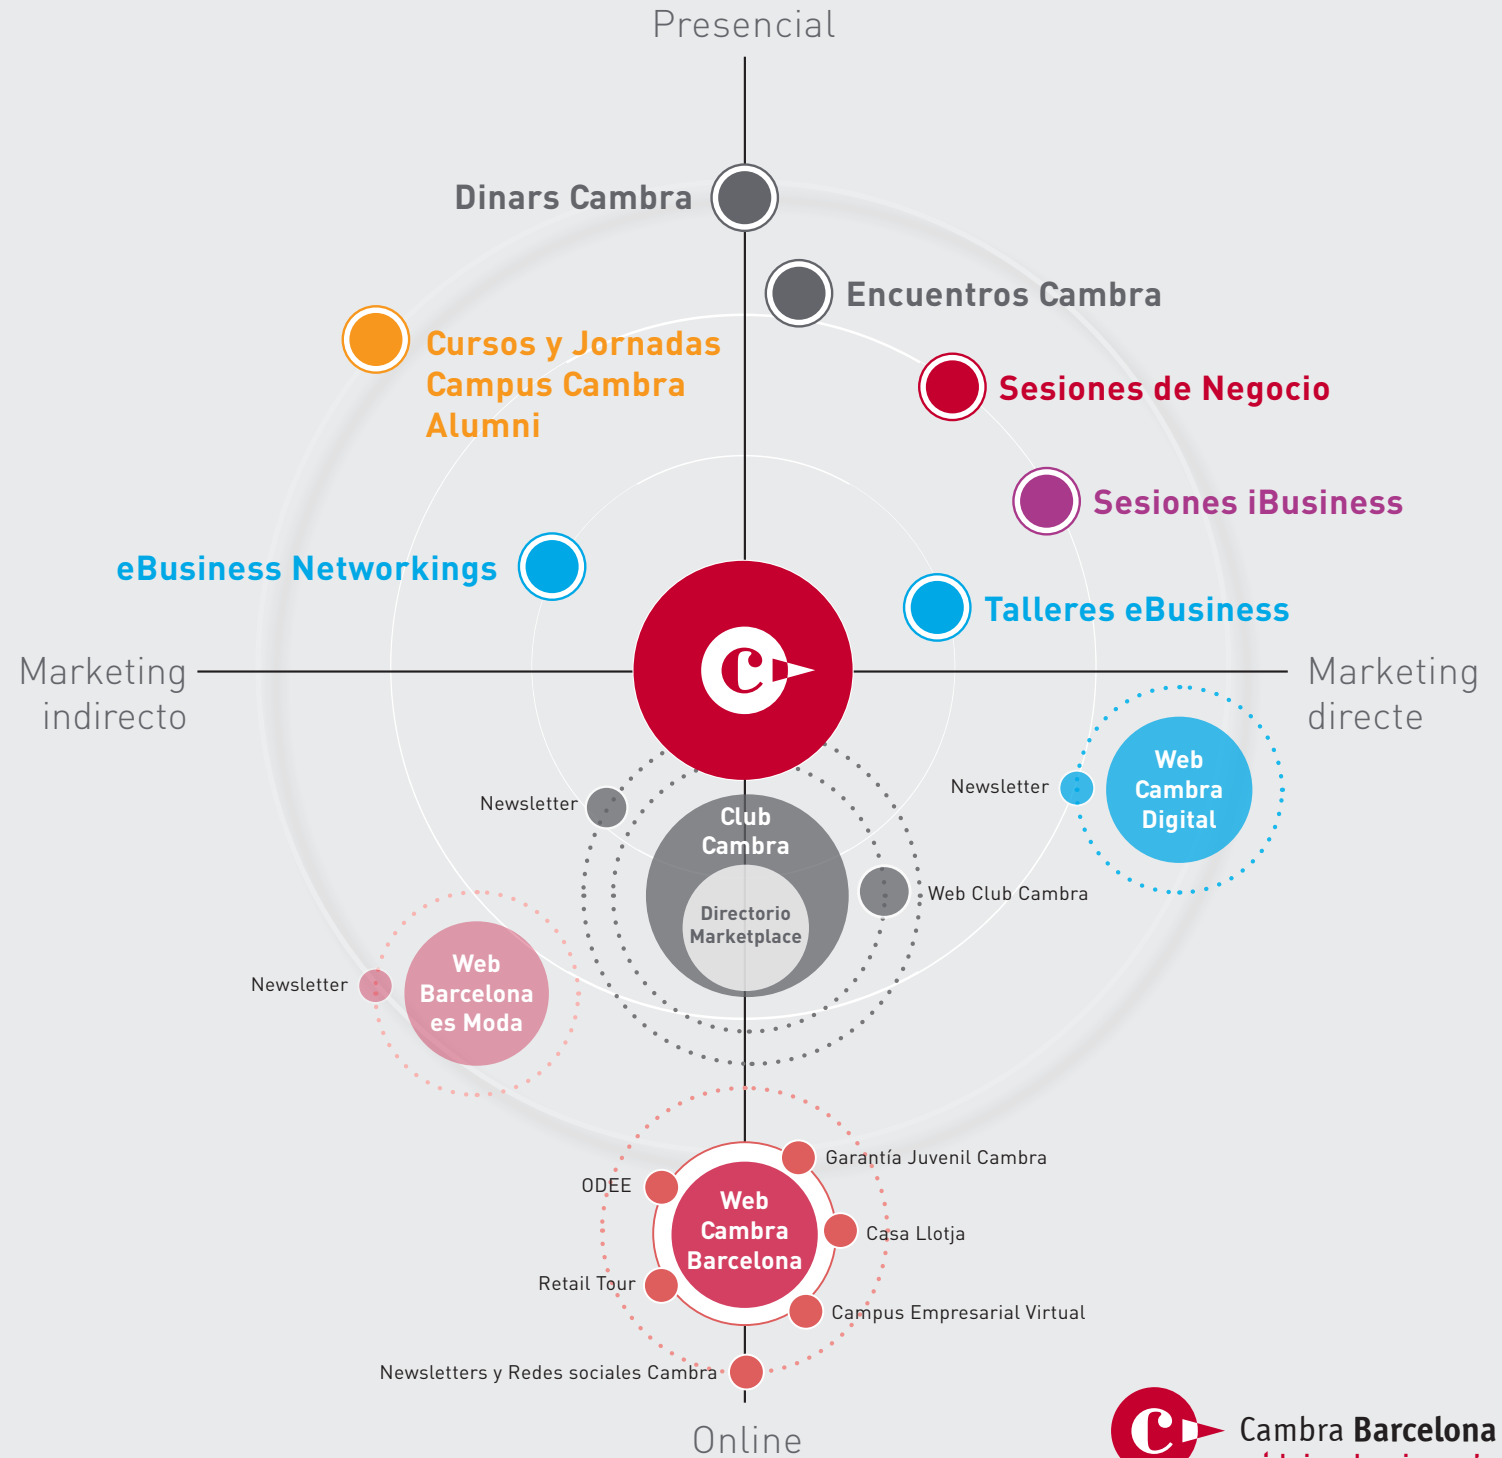 Presencial
Dinars Cambra
Encuentros Cambra
Cursos y Jornadas
Campus Cambra
Alumni
Sesiones de Negocio
Sesiones iBusiness
eBusiness Networkings
Talleres eBusiness
Marketing
indirecto
Marketing
directe
Web
Cambra
Digital
Newsletter
Newsletter
Club
Cambra
Web Club Cambra
Directorio
Marketplace
Web
Barcelona
es Moda
Newsletter
Garantía Juvenil Cambra
ODEE
Web
Cambra
Barcelona
Casa Llotja
Retail Tour
Campus Empresarial Virtual
Newsletters y Redes sociales Cambra
Online
Cambra Barcelona